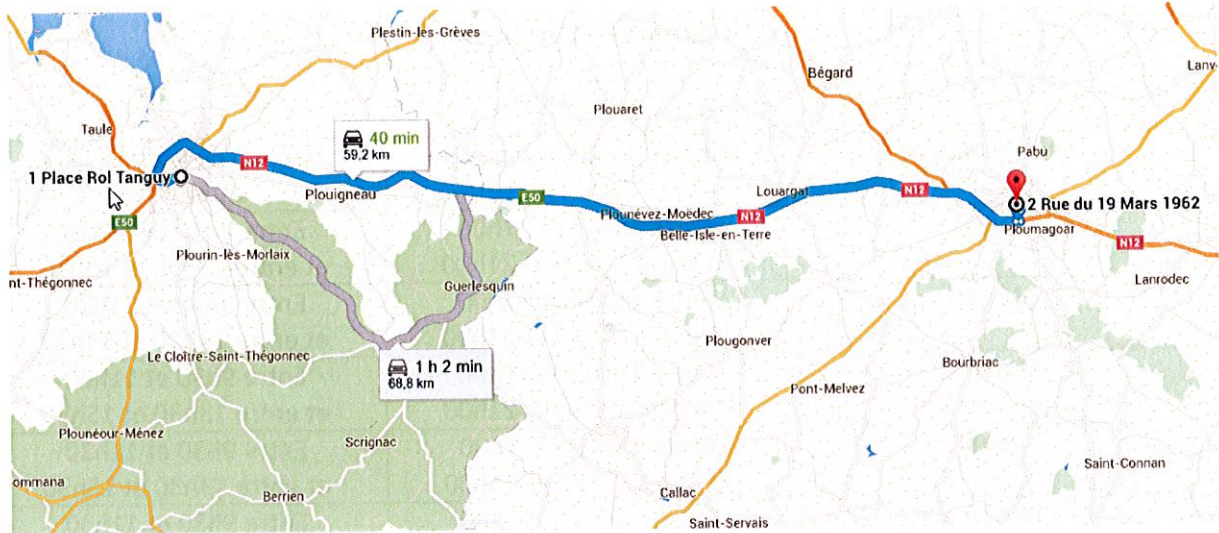 Plestin-lès-Grèves
Lanv
Bégard
Plouaret
Taule
40 min
59,2 km
Pabu
N12
1 Place Rol Tanguy
Plouigneau
Louargat
N12
E50
2 Rue du 19 Mars 1962
Plounévez-Moëdec
N12
E50
Belle-Isle-en-Terre
Ploumagoar
N12
Plourin-lès-Morlaix
nt-Thégonnec
Guerlesquin
Lanrodec
Plougonver
Le Cloître-Saint-Thégonnec
1 h 2 min
68,8 km
Bourbriac
Pont-Melvez
Plounéour-Ménez
Scrignac
Saint-Connan
ommana
Berrien
Callac
Saint-Servais